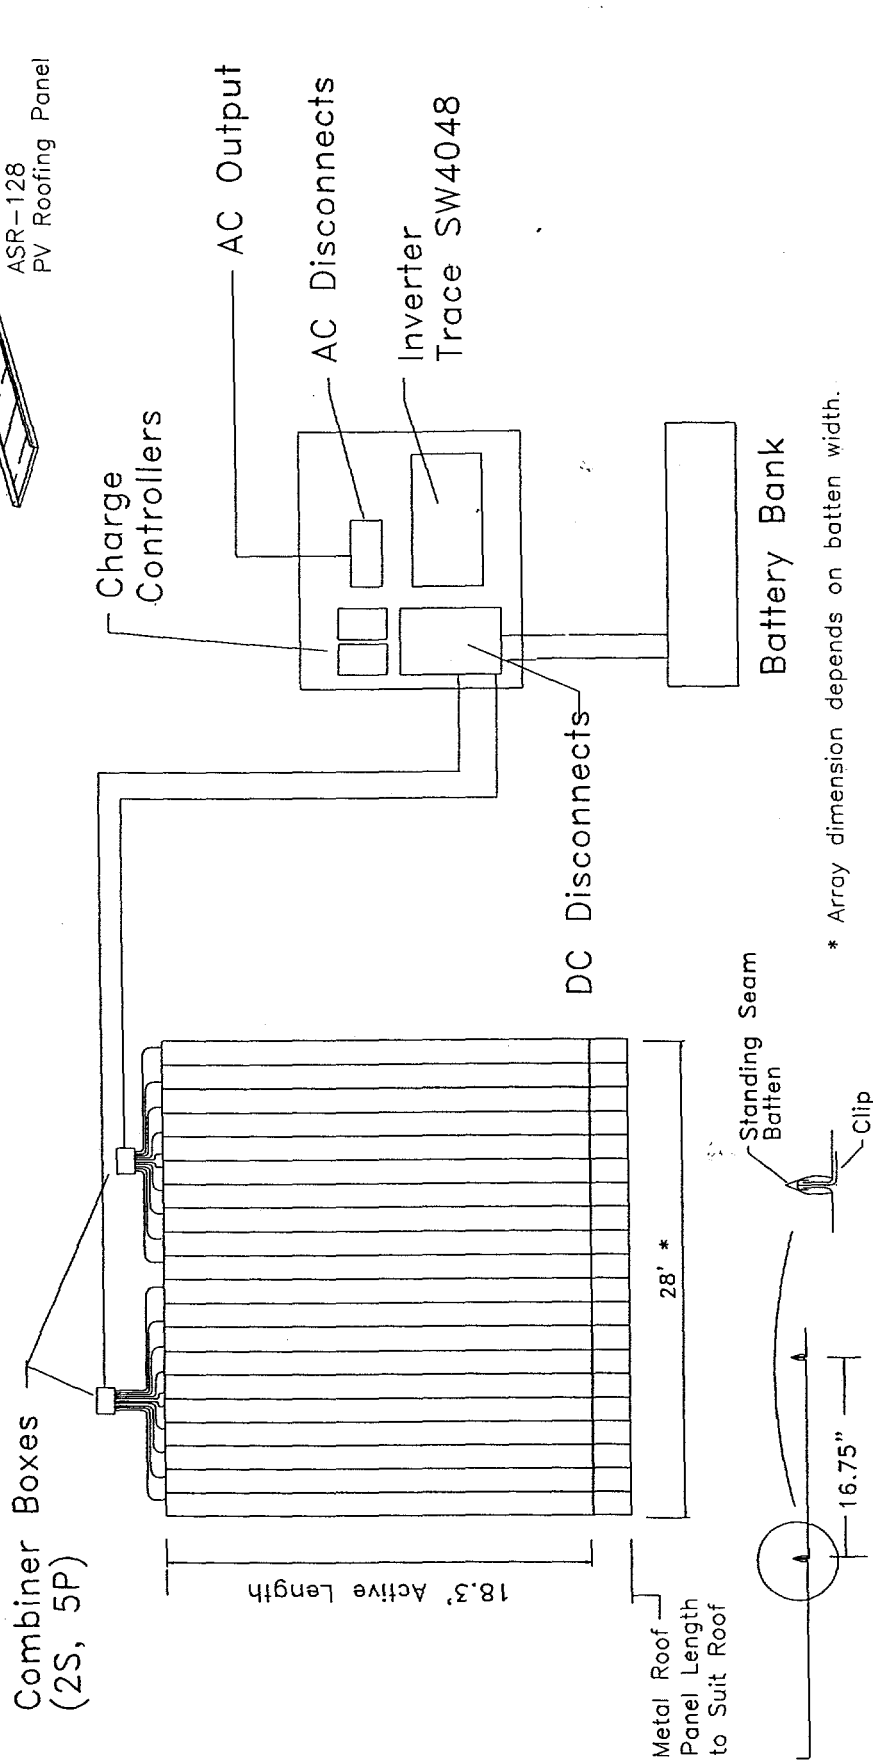 ASR-128
PV Roofing Panel
Combiner Boxes
(2S, 5P)
Charge
Controllers
AC Output
AC Disconnects
Inverter
Trace SW4048
DC Disconnects
Battery Bank
18.3' Active Length
28' *
Metal Roof
Panel Length
to Suit Roof
16.75"
Standing Seam
Batten
Clip
* Array dimension depends on batten width.